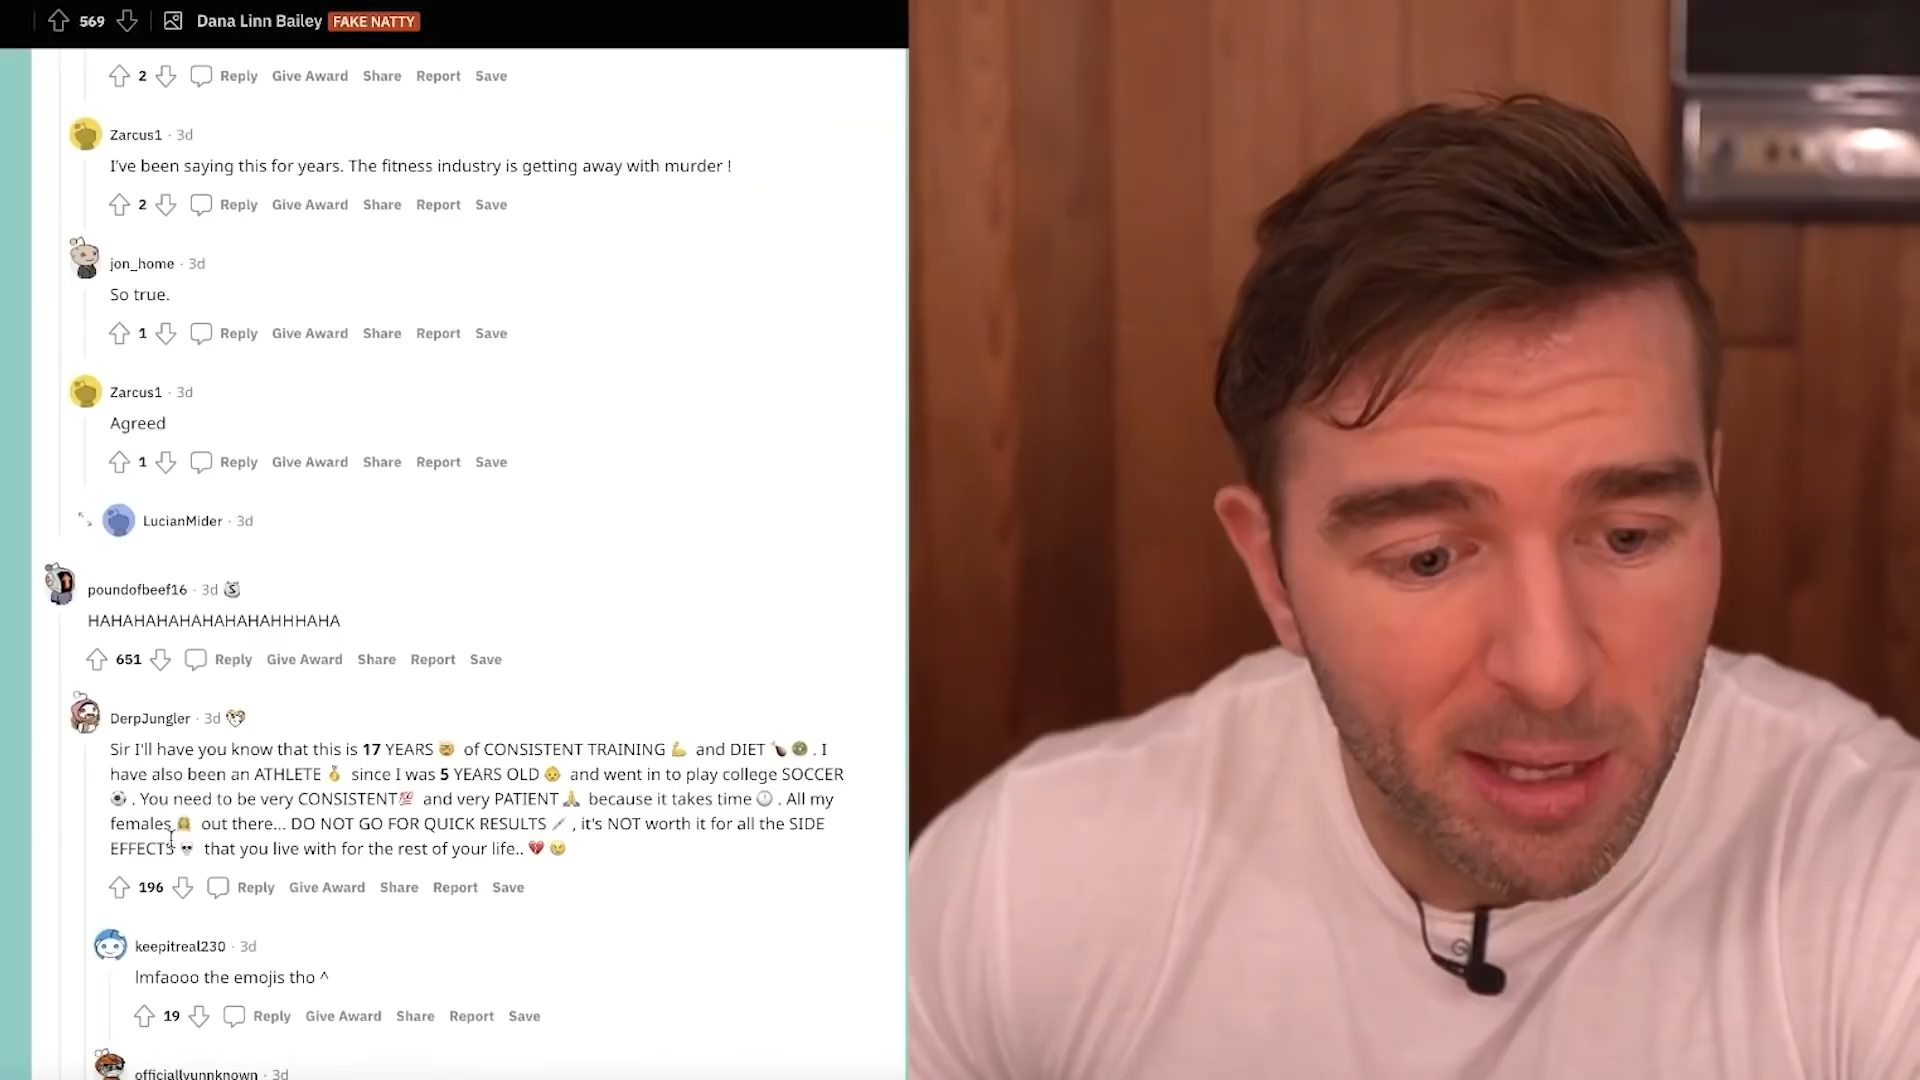 569 Dana Linn Bailey FAKE NATTY
2 Reply Give Award Share Report Save
Zarcus1 · 3d
I've been saying this for years. The fitness industry is getting away with murder !
2 Reply Give Award Share Report Save
jon_home · 3d
So true.
1 Reply Give Award Share Report Save
Zarcus1 · 3d
Agreed
1 Reply Give Award Share Report Save
LucianMider · 3d
poundofbeef16 · 3d
HAHAHAHAHAHAHAHAHHHAHA
651 Reply Give Award Share Report Save
DerpJungler · 3d
Sir I'll have you know that this is 17 YEARS 🤯 of CONSISTENT TRAINING 💪 and DIET 🍗 🥗 . I
have also been an ATHLETE 🏅 since I was 5 YEARS OLD 👶 and went in to play college SOCCER
⚽ . You need to be very CONSISTENT💯 and very PATIENT 🙏 because it takes time 🕐 . All my
females 👩 out there... DO NOT GO FOR QUICK RESULTS 💉 , it's NOT worth it for all the SIDE
EFFECTS 💀 that you live with for the rest of your life.. 💔 😢
196 Reply Give Award Share Report Save
keepitreal230 · 3d
lmfaooo the emojis tho ^
19 Reply Give Award Share Report Save
officiallyunnknown · 3d